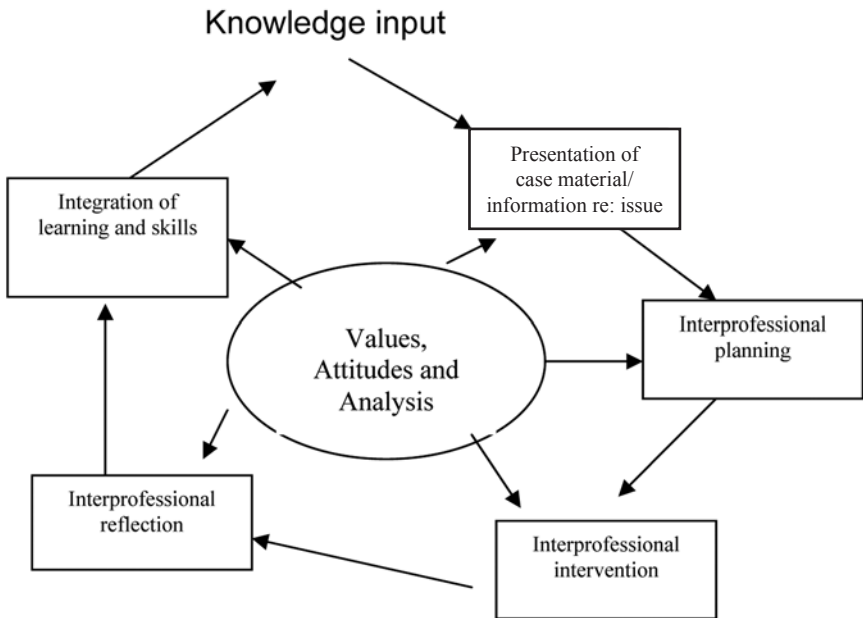 Knowledge input
Presentation of
case material/
information re: issue
Integration of
learning and skills
Interprofessional
planning
Values,
Attitudes and
Analysis
Interprofessional
reflection
Interprofessional
intervention